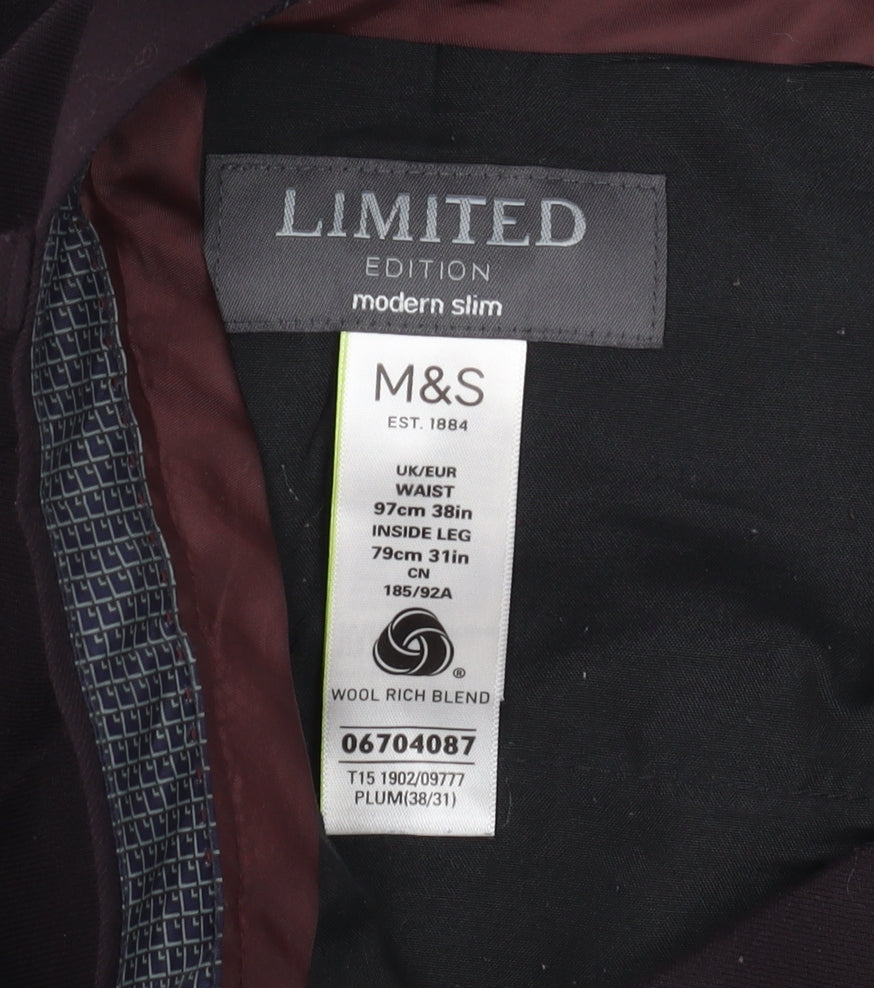 LIMITED
EDITION
modern slim
M&S
EST. 1884
UK/EUR
WAIST
97cm 38in
INSIDE LEG
79cm 31in
CN
185/92A
®
WOOL RICH BLEND
06704087
T15 1902/09777
PLUM(38/31)